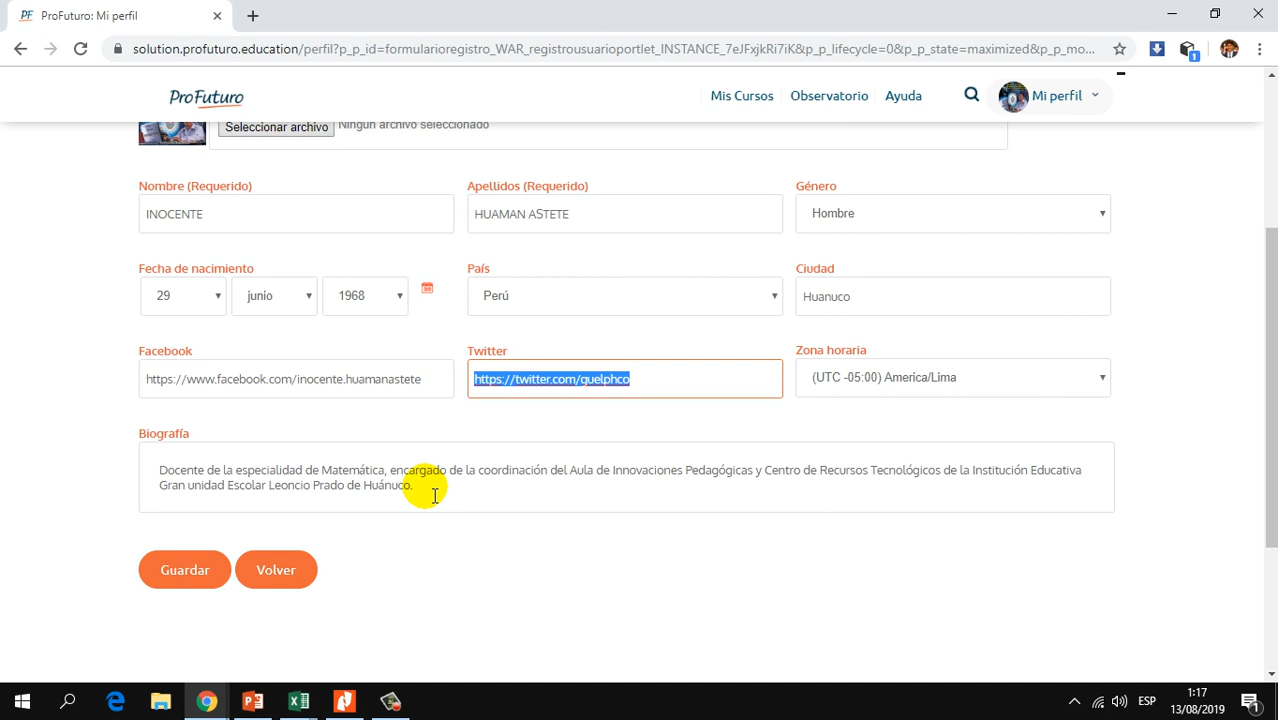 ProFuturo: Mi perfil
solution.profuturo.education/perfil?p_p_id=formularioregistro_WAR_registrousuarioportlet_INSTANCE_7eJFxjkRi7iK&p_p_lifecycle=0&p_p_state=maximized&p_p_mo...
1
ProFuturo
Mis Cursos
Observatorio
Ayuda
Mi perfil
Seleccionar archivo
Ningún archivo seleccionado
Nombre (Requerido)
Apellidos (Requerido)
Género
INOCENTE
HUAMAN ASTETE
Hombre
Fecha de nacimiento
País
Ciudad
29
junio
1968
Perú
Huanuco
Facebook
Twitter
Zona horaria
https://www.facebook.com/inocente.huamanastete
https://twitter.com/guelphco
(UTC -05:00) America/Lima
Biografía
Docente de la especialidad de Matemática, encargado de la coordinación del Aula de Innovaciones Pedagógicas y Centro de Recursos Tecnológicos de la Institución Educativa
Gran unidad Escolar Leoncio Prado de Huánuco.
Guardar
Volver
ESP
1:17
13/08/2019
1